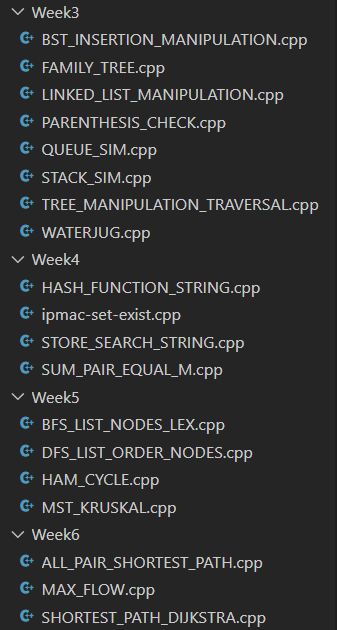 Week3
BST_INSERTION_MANIPULATION.cpp
FAMILY_TREE.cpp
LINKED_LIST_MANIPULATION.cpp
PARENTHESIS_CHECK.cpp
QUEUE_SIM.cpp
STACK_SIM.cpp
TREE_MANIPULATION_TRAVERSAL.cpp
WATERJUG.cpp
Week4
HASH_FUNCTION_STRING.cpp
ipmac-set-exist.cpp
STORE_SEARCH_STRING.cpp
SUM_PAIR_EQUAL_M.cpp
Week5
BFS_LIST_NODES_LEX.cpp
DFS_LIST_ORDER_NODES.cpp
HAM_CYCLE.cpp
MST_KRUSKAL.cpp
Week6
ALL_PAIR_SHORTEST_PATH.cpp
MAX_FLOW.cpp
SHORTEST_PATH_DIJKSTRA.cpp